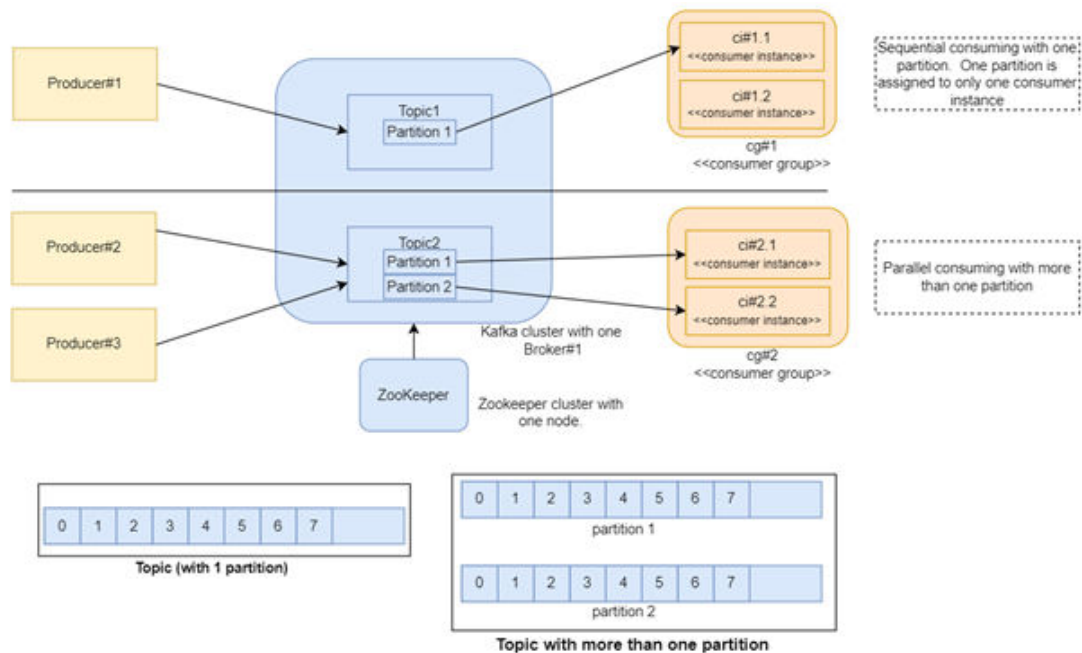 Producer#1
Topic1
Partition 1
ci#1.1
<<consumer instance>>
ci#1.2
<<consumer instance>>
cg#1
<<consumer group>>
Sequential consuming with one
partition. One partition is
assigned to only one consumer
instance
Producer#2
Producer#3
Topic2
Partition 1
Partition 2
ci#2.1
<<consumer instance>>
ci#2.2
<<consumer instance>>
cg#2
<<consumer group>>
Parallel consuming with more
than one partition
Kafka cluster with one
Broker#1
ZooKeeper
Zookeeper cluster with
one node.
0 1 2 3 4 5 6 7
Topic (with 1 partition)
0 1 2 3 4 5 6 7
partition 1
0 1 2 3 4 5 6 7
partition 2
Topic with more than one partition